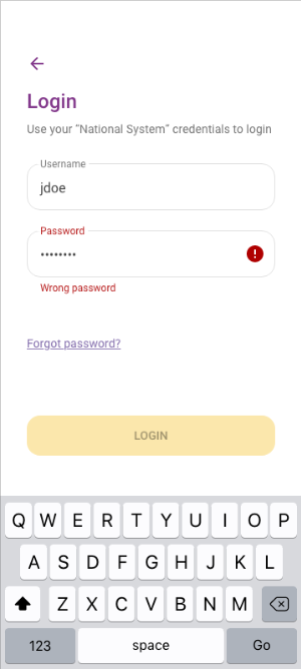 Login
Use your "National System" credentials to login
Username
jdoe
Password
••••••••
Wrong password
Forgot password?
LOGIN
Q W E R T Y U I O P
A S D F G H J K L
Z X C V B N M
123 space Go